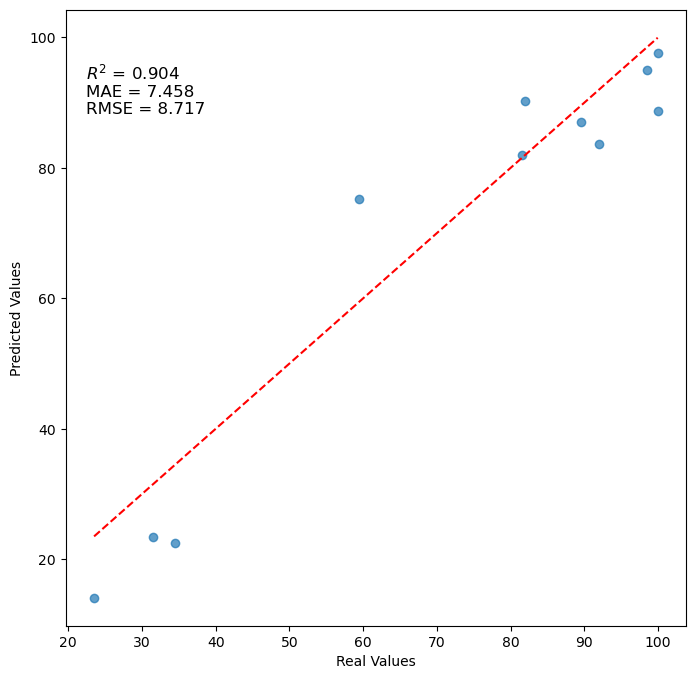 100
80
60
40
20
Predicted Values
R² = 0.904
MAE = 7.458
RMSE = 8.717
20 30 40 50 60 70 80 90 100
Real Values